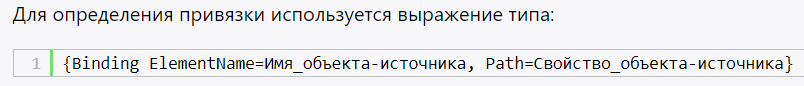 Для определения привязки используется выражение типа:
1 {Binding ElementName=Имя_объекта-источника, Path=Свойство_объекта-источника}